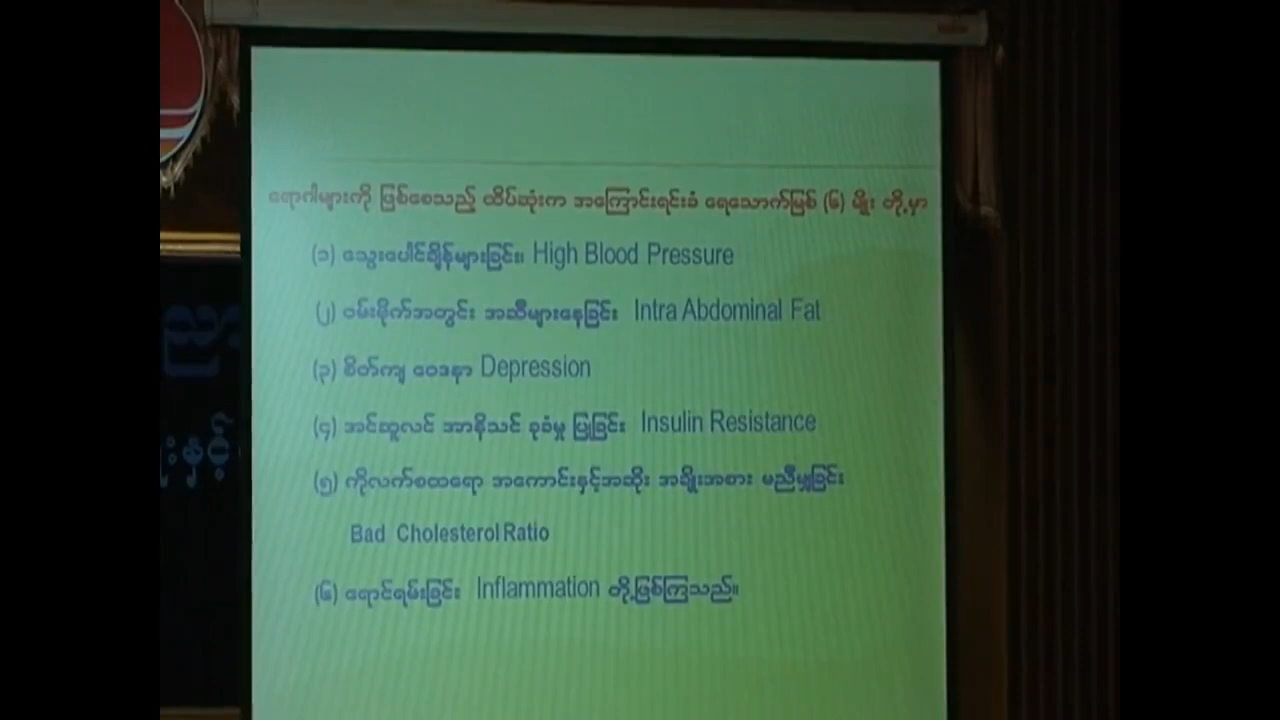 ရောဂါများကို ဖြစ်စေသည့် ထိပ်ဆုံးက အကြောင်းရင်းခံ ရေသောက်မြစ် (၆) မျိုး တို့မှာ
(၁) သွေးပေါင်ချိန်များခြင်း၊ High Blood Pressure
(၂) ဝမ်းဗိုက်အတွင်း အဆီများနေခြင်း Intra Abdominal Fat
(၃) စိတ်ကျ ဝေဒနာ Depression
(၄) အင်ဆူလင် အာနိသင် ခုခံမှု ပြုခြင်း Insulin Resistance
(၅) ကိုလက်စထရော အကောင်းနှင့်အဆိုး အချိုးအစား မညီမျှခြင်း
Bad Cholesterol Ratio
(၆) ရောင်ရမ်းခြင်း Inflammation တို့ဖြစ်ကြသည်။